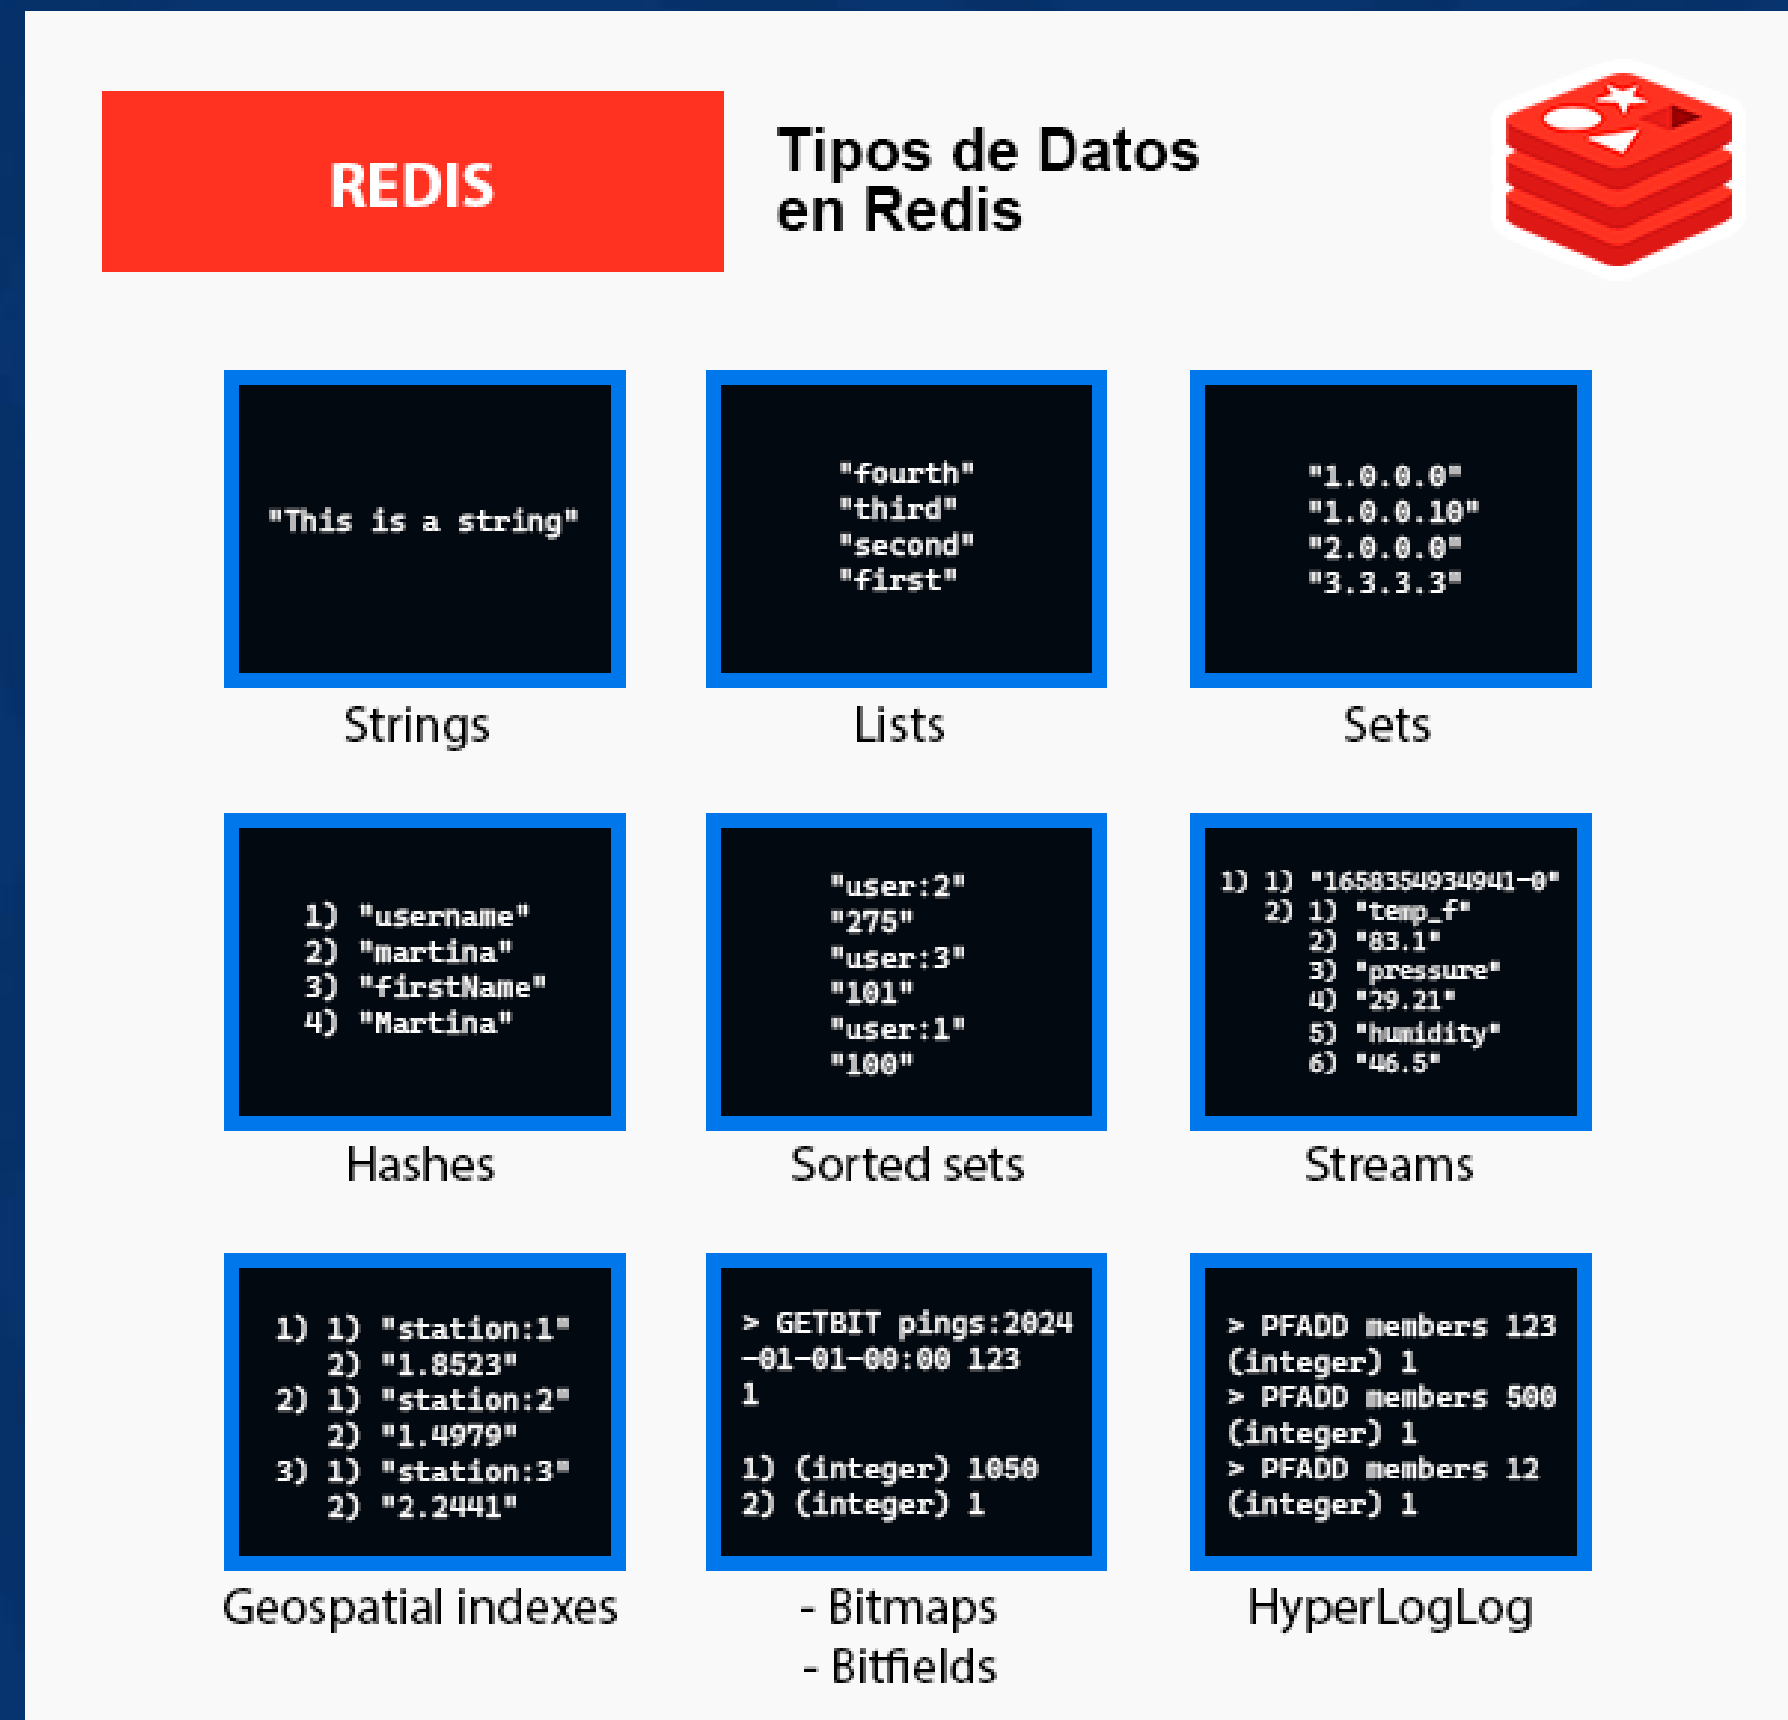 REDIS
Tipos de Datos
en Redis
"This is a string"
Strings
"fourth"
"third"
"second"
"first"
Lists
"1.0.0.0"
"1.0.0.10"
"2.0.0.0"
"3.3.3.3"
Sets
1) "username"
2) "martina"
3) "firstName"
4) "Martina"
Hashes
"user:2"
"275"
"user:3"
"101"
"user:1"
"100"
Sorted sets
1) 1) "1658354934941-0"
2) 1) "temp_f"
2) "83.1"
3) "pressure"
4) "29.21"
5) "humidity"
6) "46.5"
Streams
1) 1) "station:1"
2) "1.8523"
2) 1) "station:2"
2) "1.4979"
3) 1) "station:3"
2) "2.2441"
Geospatial indexes
> GETBIT pings:2024
-01-01-00:00 123
1
1) (integer) 1050
2) (integer) 1
- Bitmaps
- Bitfields
> PFADD members 123
(integer) 1
> PFADD members 500
(integer) 1
> PFADD members 12
(integer) 1
HyperLogLog